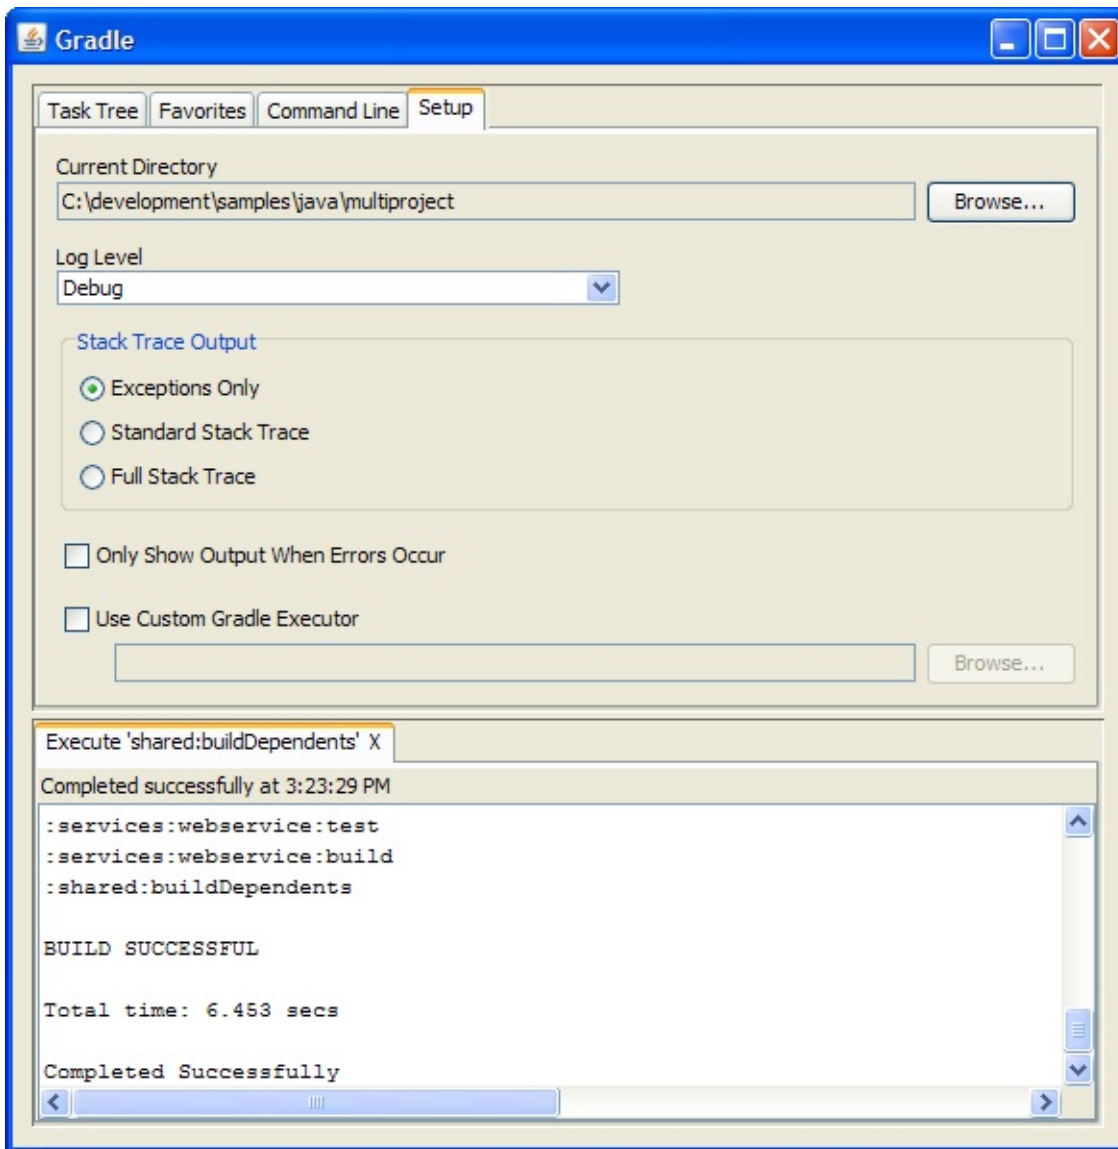 Gradle
Task Tree Favorites Command Line Setup
Current Directory
C:\development\samples\java\multiproject Browse...
Log Level
Debug
Stack Trace Output
Exceptions Only
Standard Stack Trace
Full Stack Trace
Only Show Output When Errors Occur
Use Custom Gradle Executor
Browse...
Execute 'shared:buildDependents' X
Completed successfully at 3:23:29 PM
:services:webservice:test
:services:webservice:build
:shared:buildDependents
BUILD SUCCESSFUL
Total time: 6.453 secs
Completed Successfully